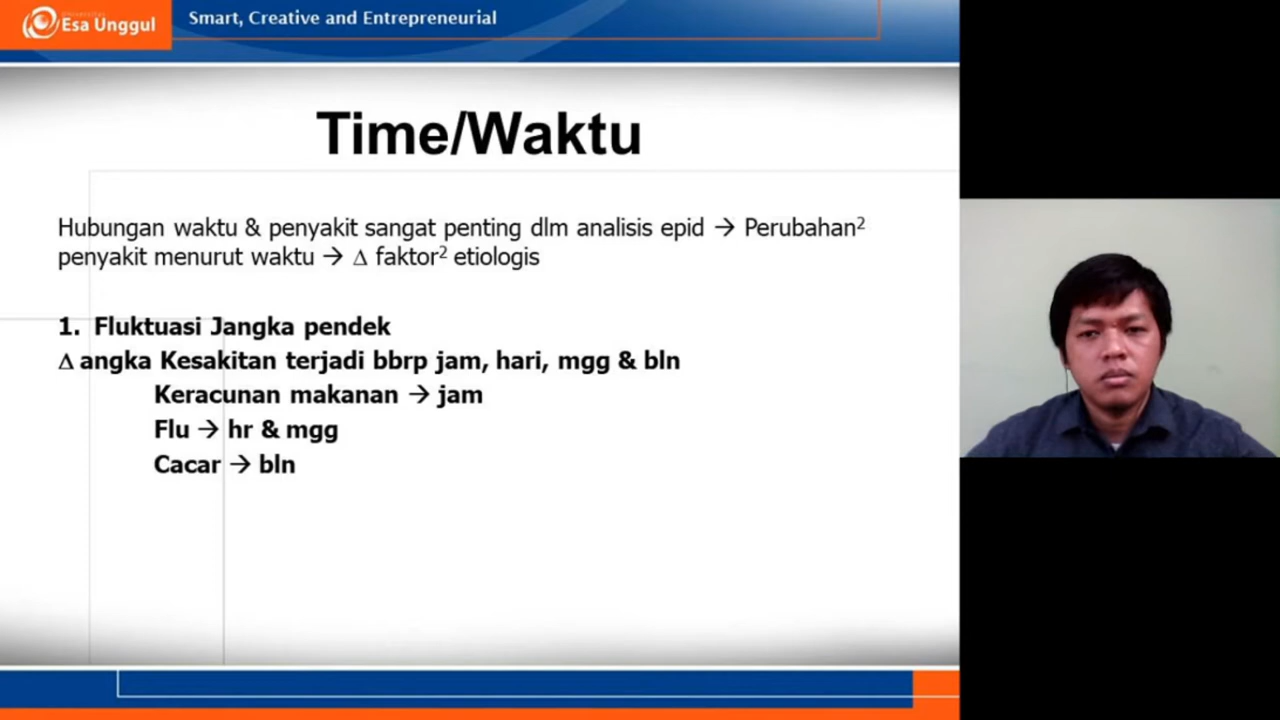 Universitas
Esa Unggul
Smart, Creative and Entrepreneurial
Time/Waktu
Hubungan waktu & penyakit sangat penting dlm analisis epid → Perubahan²
penyakit menurut waktu → Δ faktor² etiologis
1. Fluktuasi Jangka pendek
Δ angka Kesakitan terjadi bbrp jam, hari, mgg & bln
Keracunan makanan → jam
Flu → hr & mgg
Cacar → bln